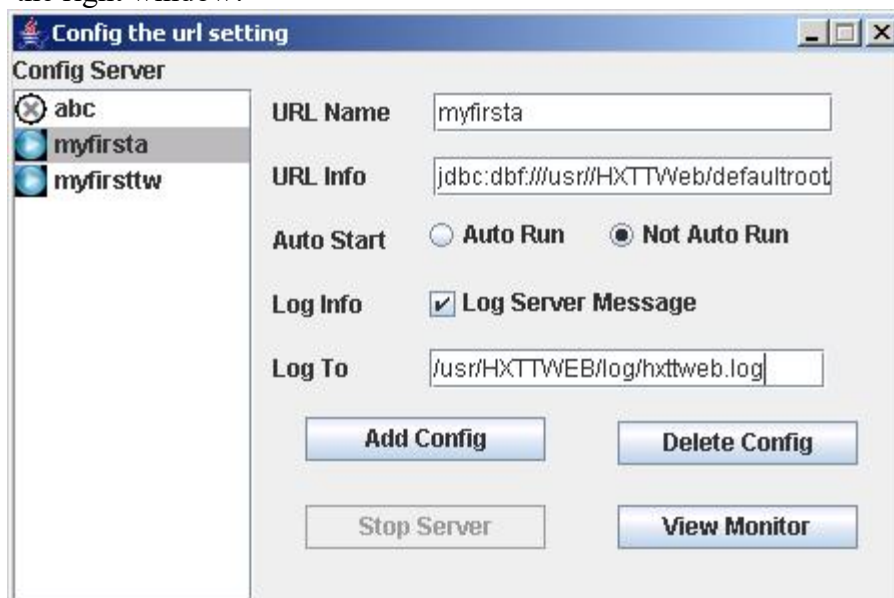 Config the url setting
Config Server
abc
myfirsta
myfirsttw
URL Name myfirsta
URL Info jdbc:dbf:///usr//HXTTWeb/defaultroot
Auto Start Auto Run Not Auto Run
Log Info Log Server Message
Log To /usr/HXTTWEB/log/hxttweb.log
Add Config Delete Config
Stop Server View Monitor